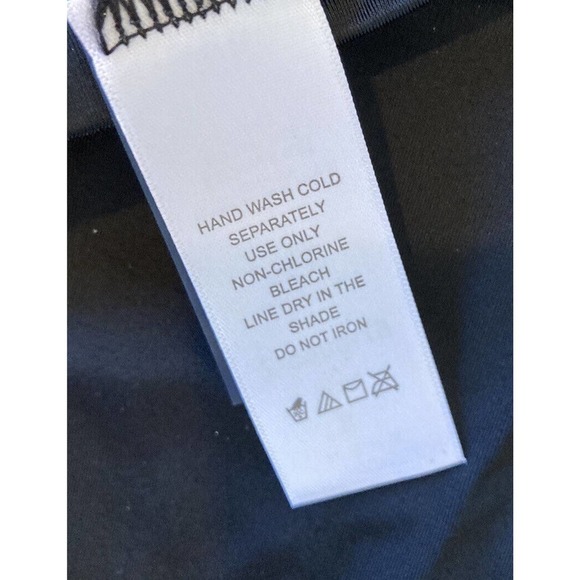 HAND WASH COLD
SEPARATELY
USE ONLY
NON-CHLORINE
BLEACH
LINE DRY IN THE
SHADE
DO NOT IRON